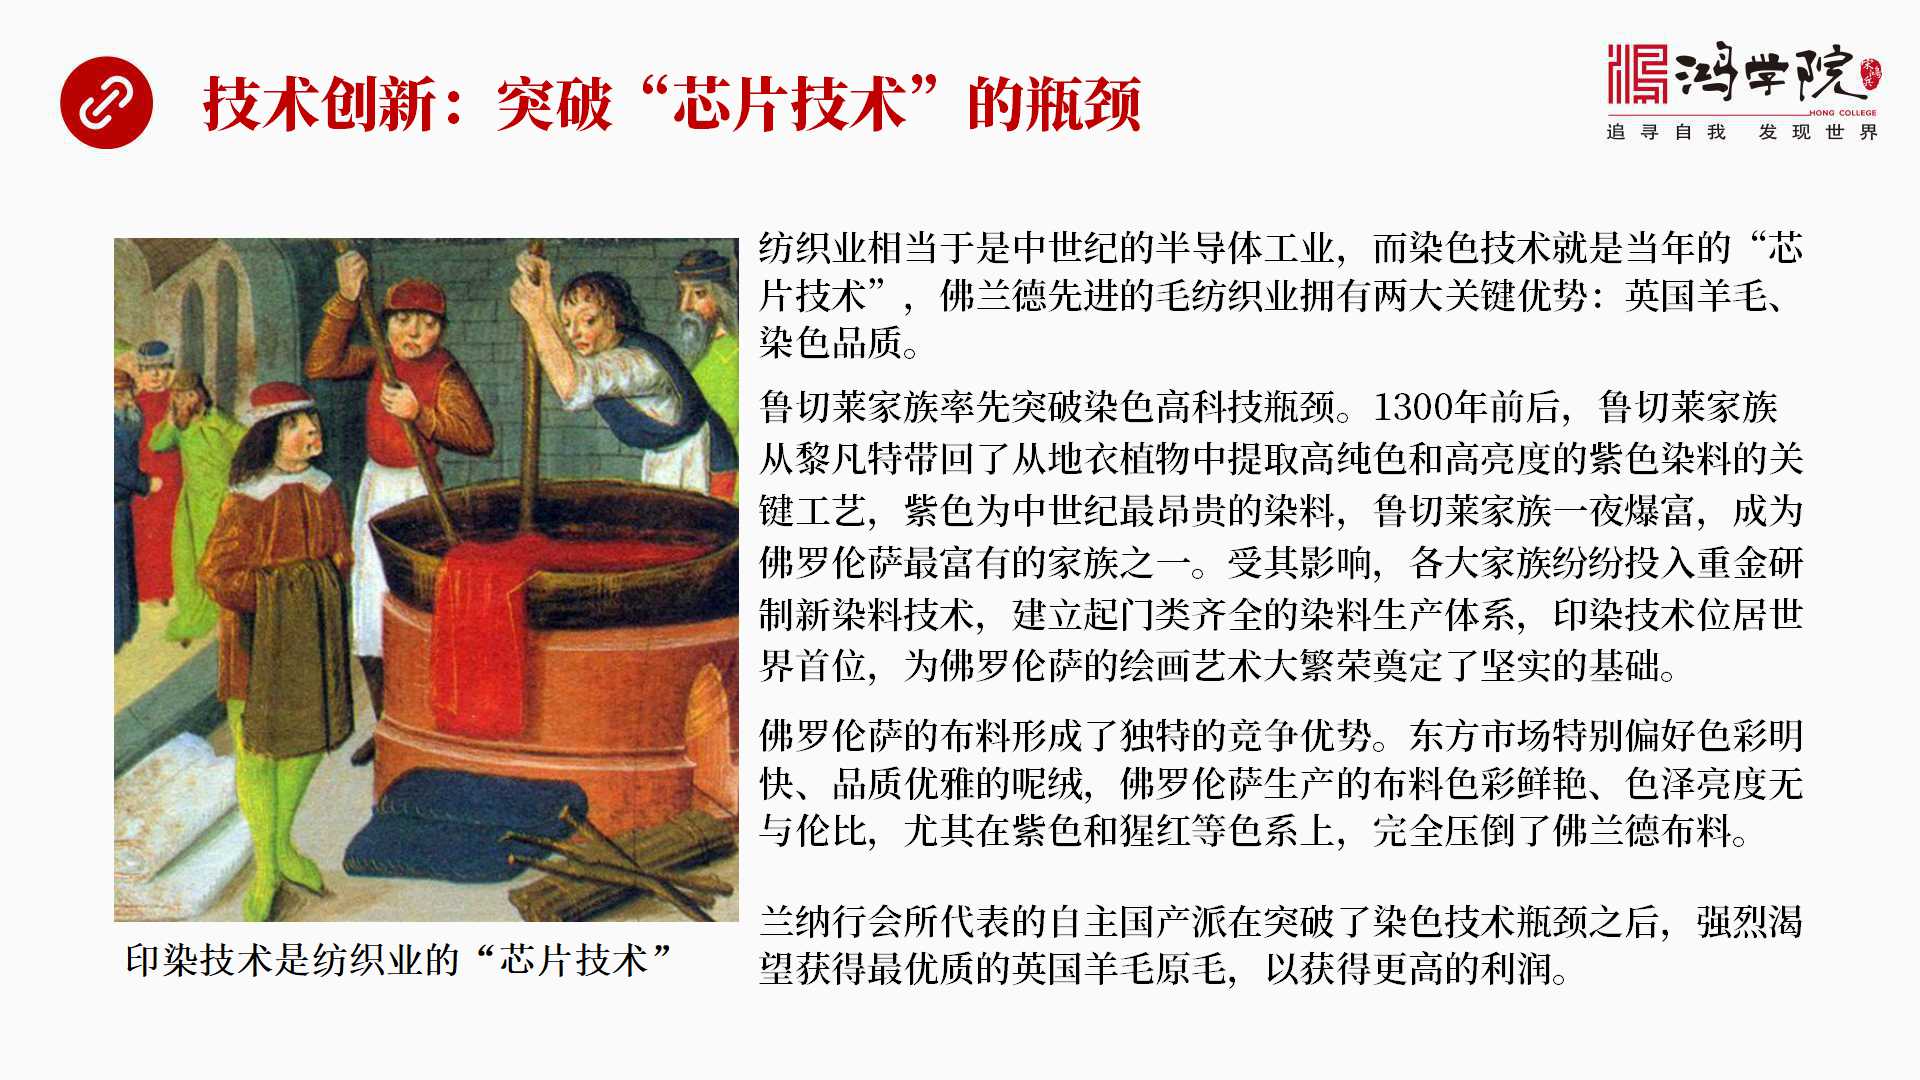 技术创新：突破“芯片技术”的瓶颈
鸿学院
宋鸿兵
HONG COLLEGE
追寻自我 发现世界
纺织业相当于是中世纪的半导体工业，而染色技术就是当年的“芯
片技术”，佛兰德先进的毛纺织业拥有两大关键优势：英国羊毛、
染色品质。
鲁切莱家族率先突破染色高科技瓶颈。1300年前后，鲁切莱家族
从黎凡特带回了从地衣植物中提取高纯色和高亮度的紫色染料的关
键工艺，紫色为中世纪最昂贵的染料，鲁切莱家族一夜爆富，成为
佛罗伦萨最富有的家族之一。受其影响，各大家族纷纷投入重金研
制新染料技术，建立起门类齐全的染料生产体系，印染技术位居世
界首位，为佛罗伦萨的绘画艺术大繁荣奠定了坚实的基础。
佛罗伦萨的布料形成了独特的竞争优势。东方市场特别偏好色彩明
快、品质优雅的呢绒，佛罗伦萨生产的布料色彩鲜艳、色泽亮度无
与伦比，尤其在紫色和猩红等色系上，完全压倒了佛兰德布料。
兰纳行会所代表的自主国产派在突破了染色技术瓶颈之后，强烈渴
望获得最优质的英国羊毛原毛，以获得更高的利润。
印染技术是纺织业的“芯片技术”